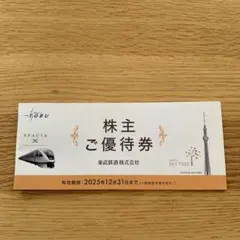 TOBU
SPACIA
X
株主
ご優待券
東武鉄道株式会社
有効期限 2025年12月31日まで